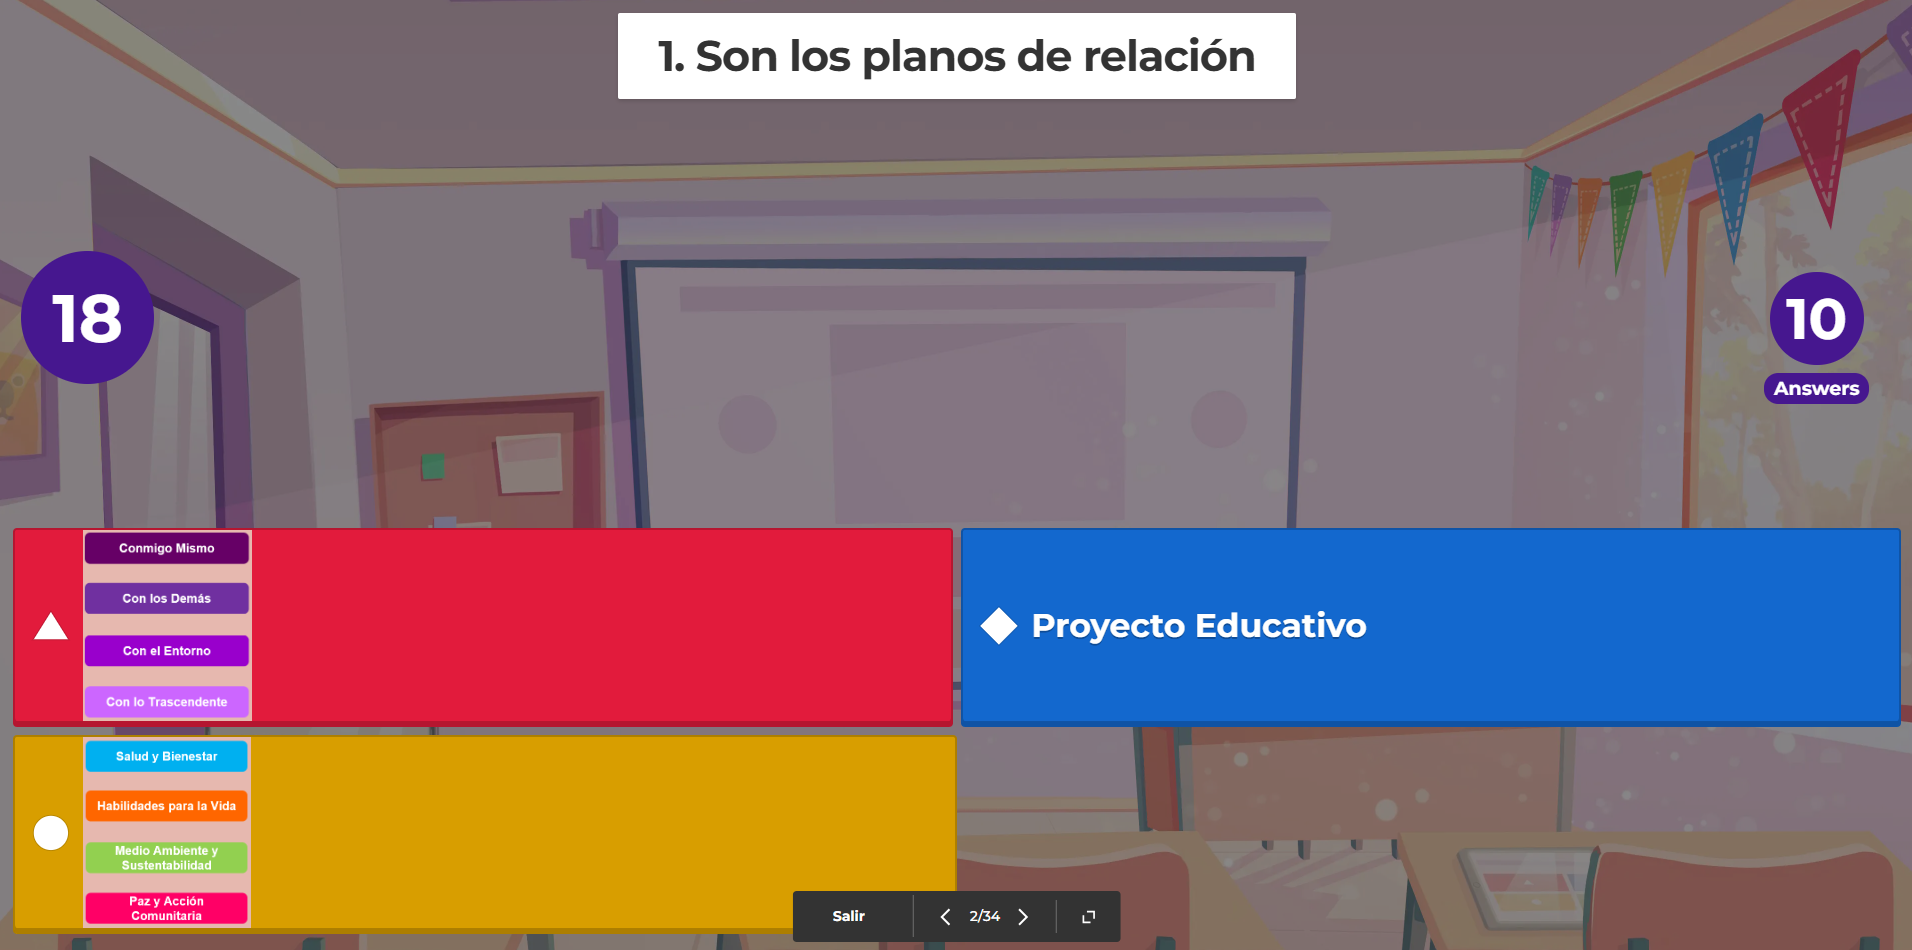 1. Son los planos de relación
18
10
Answers
Conmigo Mismo
Con los Demás
Con el Entorno
Con lo Trascendente
Proyecto Educativo
Salud y Bienestar
Habilidades para la Vida
Medio Ambiente y
Sustentabilidad
Paz y Acción
Comunitaria
Salir
2/34